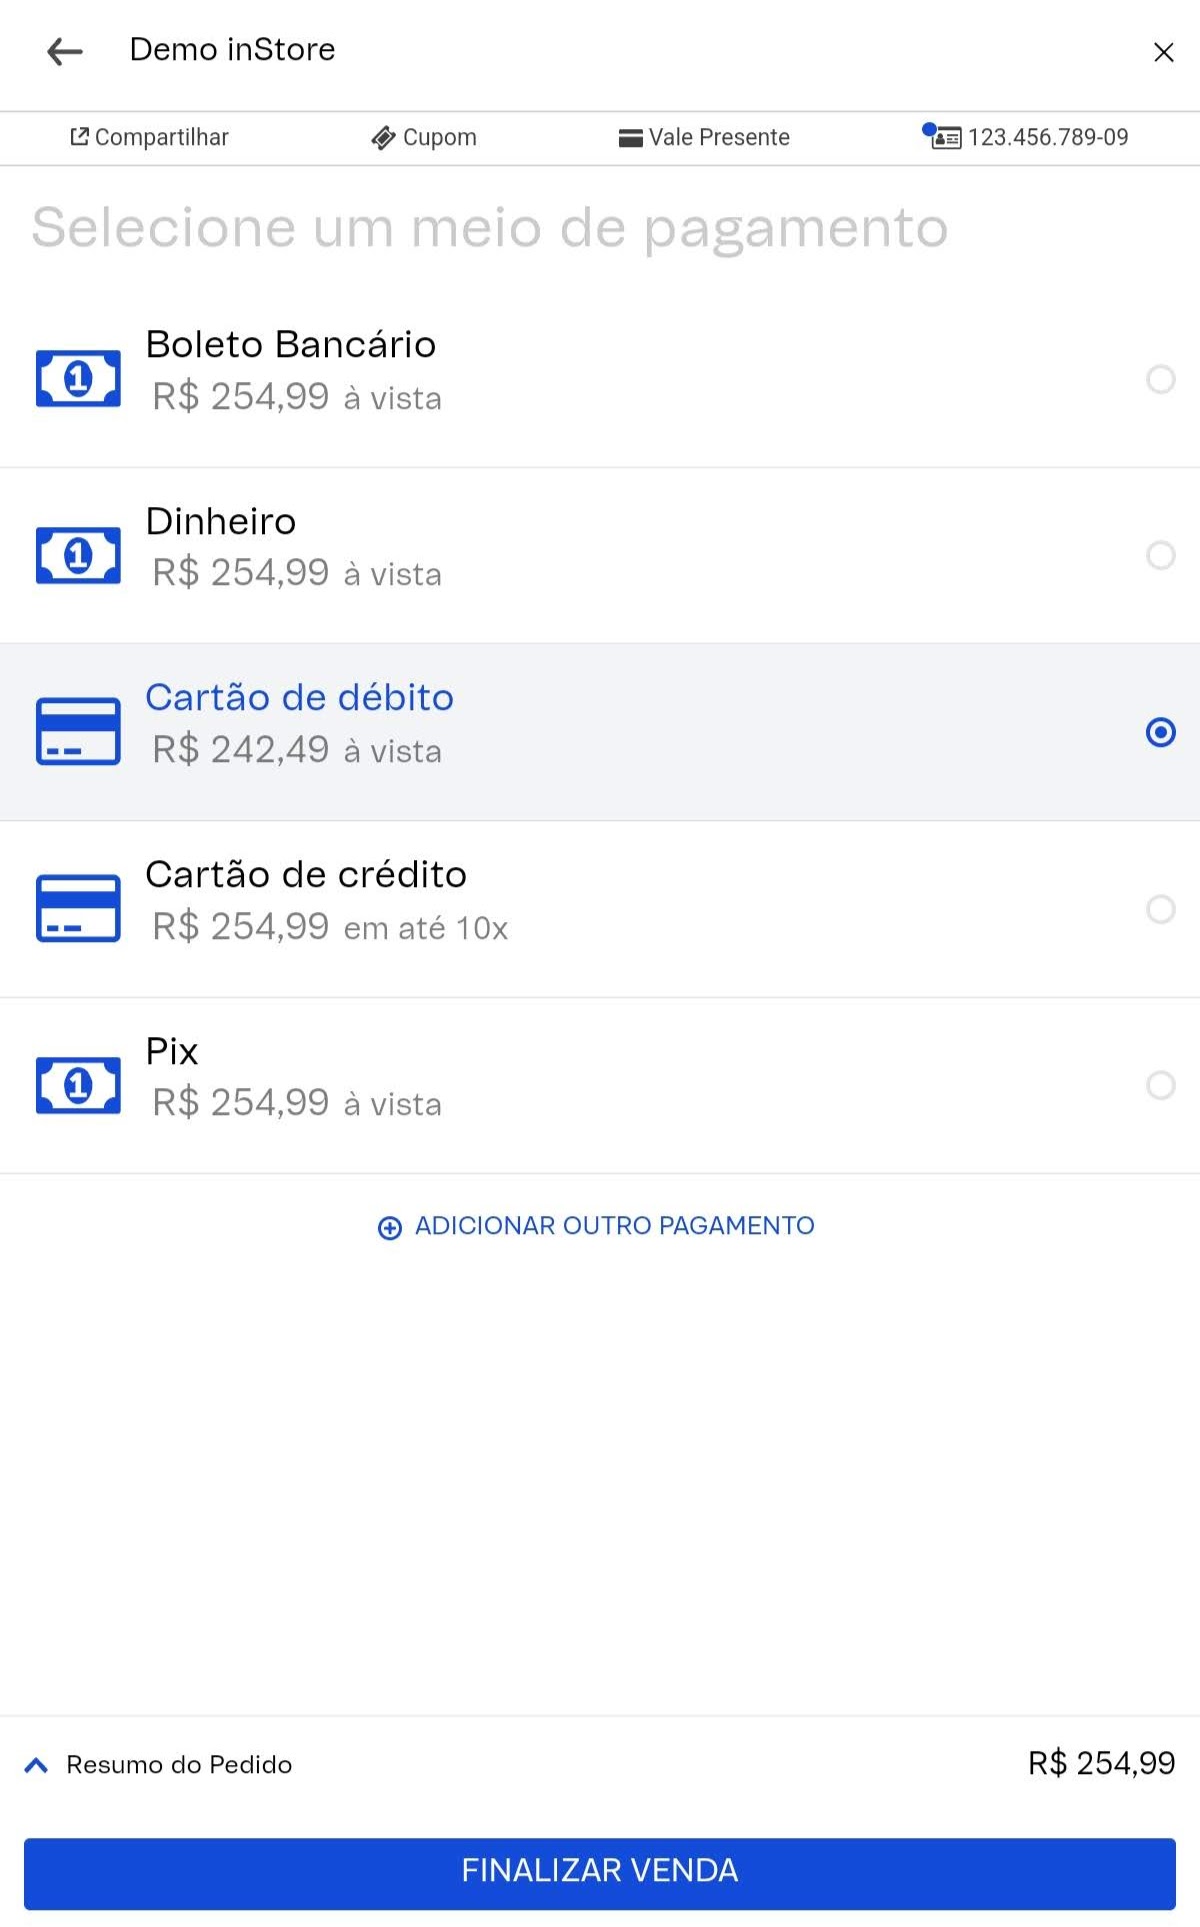 Demo inStore
Compartilhar Cupom Vale Presente 123.456.789-09
Selecione um meio de pagamento
Boleto Bancário
R$ 254,99 à vista
Dinheiro
R$ 254,99 à vista
Cartão de débito
R$ 242,49 à vista
Cartão de crédito
R$ 254,99 em até 10x
Pix
R$ 254,99 à vista
ADICIONAR OUTRO PAGAMENTO
Resumo do Pedido R$ 254,99
FINALIZAR VENDA